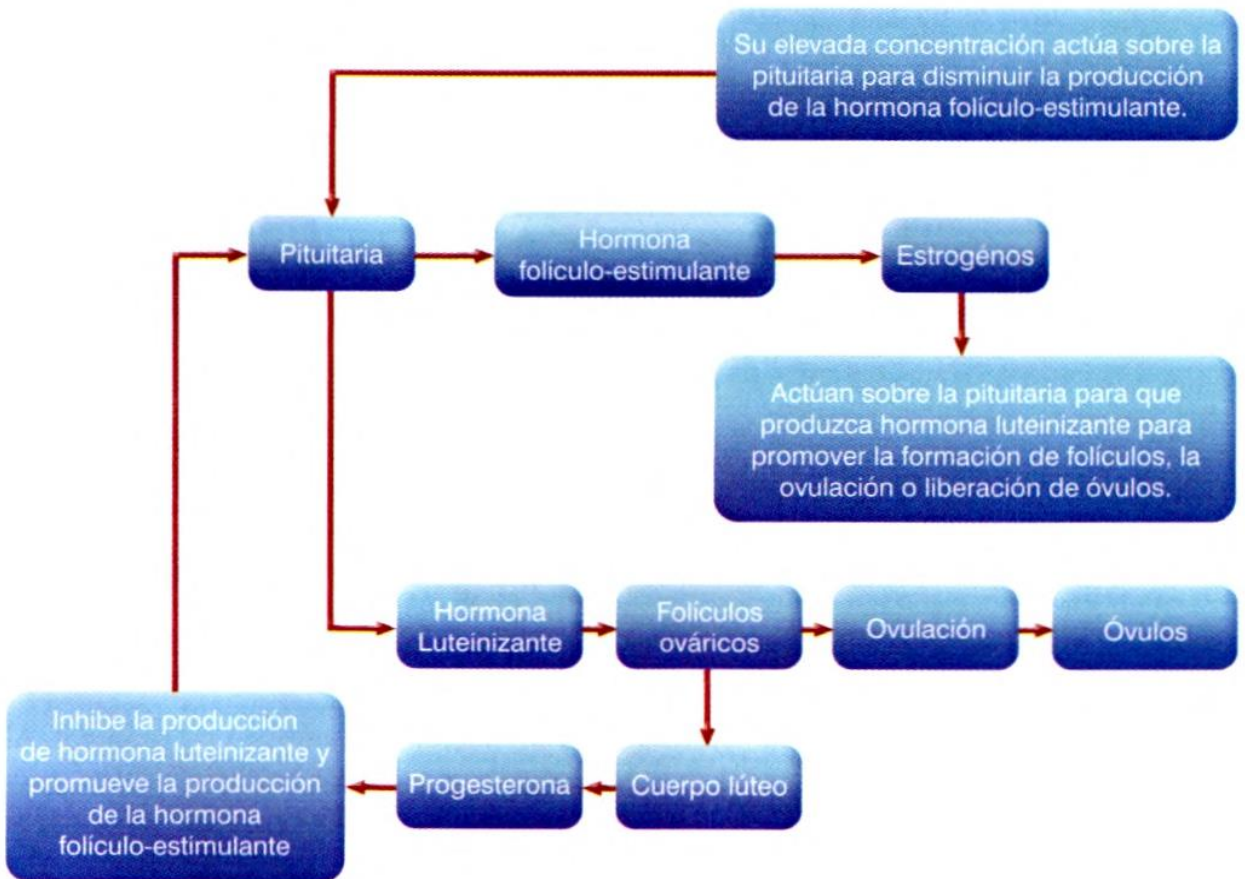 Su elevada concentración actúa sobre la
pituitaria para disminuir la producción
de la hormona folículo-estimulante.
Pituitaria
Hormona
folículo-estimulante
Estrogénos
Actúan sobre la pituitaria para que
produzca hormona luteinizante para
promover la formación de folículos, la
ovulación o liberación de óvulos.
Hormona
Luteinizante
Folículos
ováricos
Ovulación
Óvulos
Inhibe la producción
de hormona luteinizante y
promueve la producción
de la hormona
folículo-estimulante
Progesterona
Cuerpo lúteo